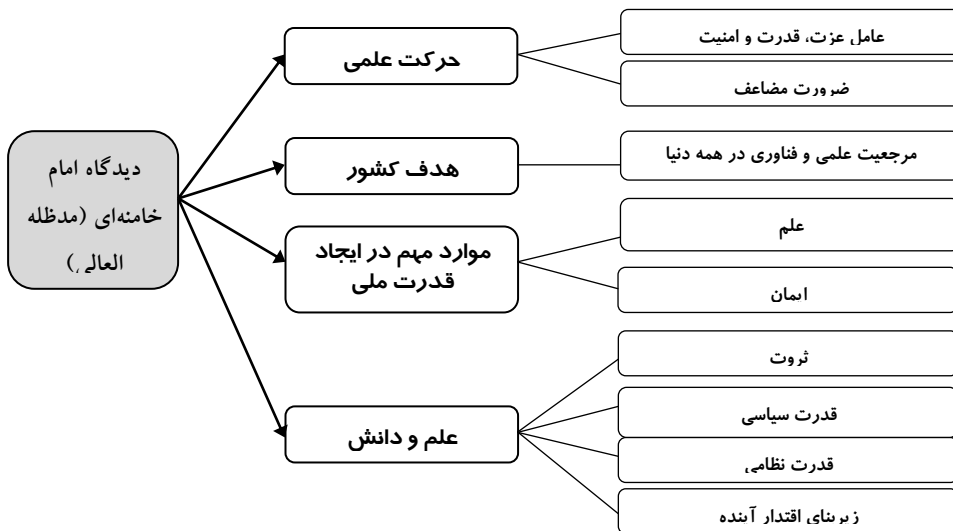 دیدگاه امام
خامنه‌ای (مدظله
العالی)
حرکت علمی
عامل عزت، قدرت و امنیت
ضرورت مضاعف
هدف کشور
مرجعیت علمی و فناوری در همه دنیا
موارد مهم در ایجاد
قدرت ملی
علم
ایمان
علم و دانش
ثروت
قدرت سیاسی
قدرت نظامی
زیربنای اقتدار آینده